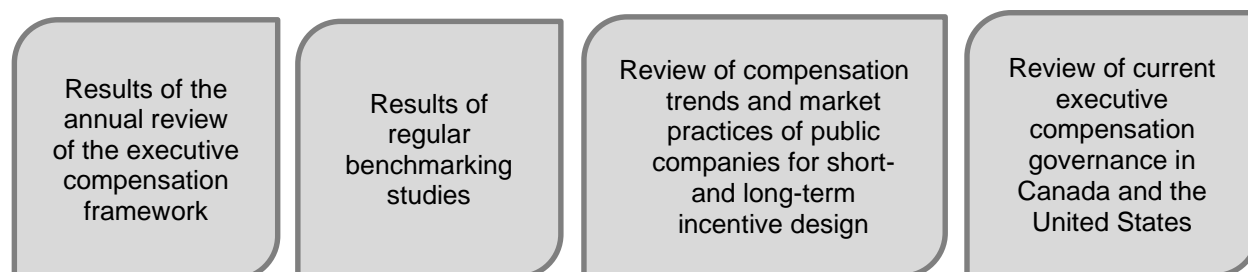 Results of the
annual review
of the executive
compensation
framework
Results of
regular
benchmarking
studies
Review of compensation
trends and market
practices of public
companies for short-
and long-term
incentive design
Review of current
executive
compensation
governance in
Canada and the
United States